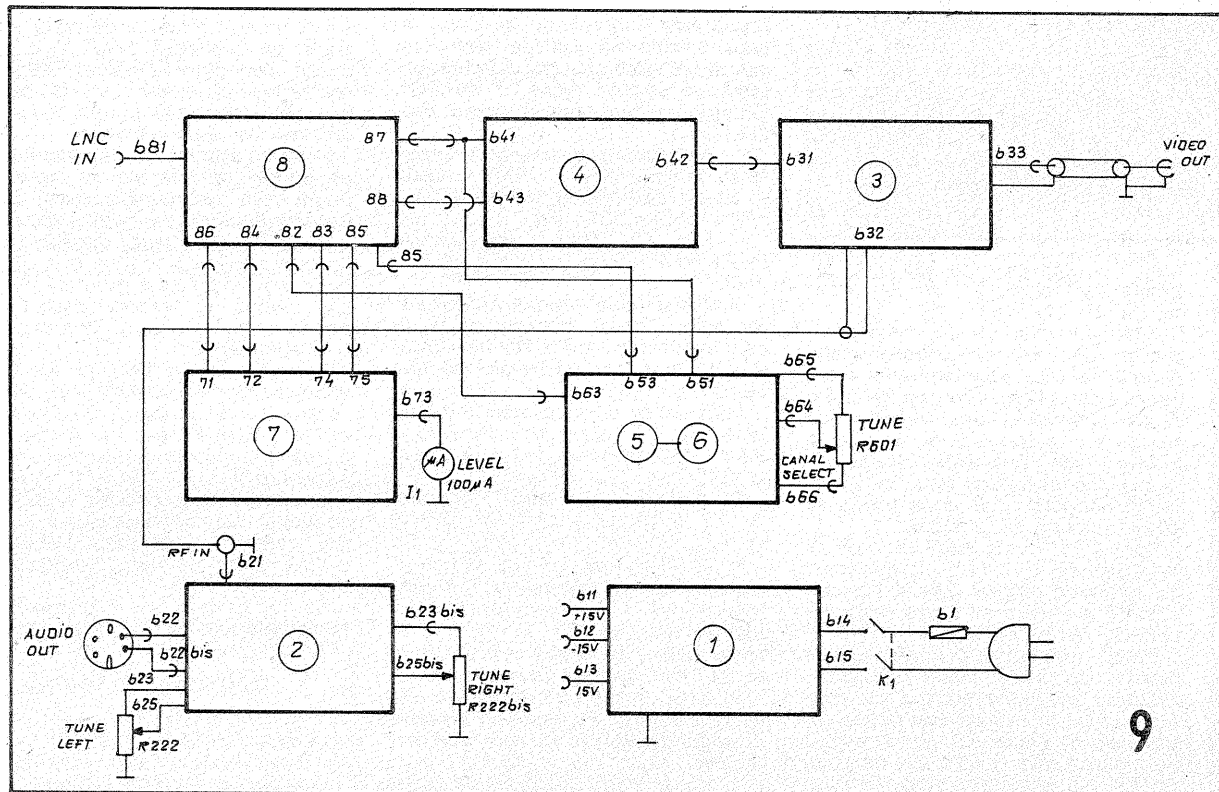 LNC
IN
b81
8
87
88
86 84 82 83 85
b41
b43
4
b42
b31
3
b33
VIDEO
OUT
b32
85
71 72 74 75
7
b73
μA
LEVEL
100μA
I1
b63
b53 b51
5 6
b65
b64
TUNE
R601
CANAL
SELECT
b66
RF IN
b21
AUDIO
OUT
b22
b22 bis
b23
b25
TUNE
LEFT
R222
2
b23 bis
b25bis
TUNE
RIGHT
R222bis
b11
+15V
b12
-15V
b13
15V
1
b14
b15
K1
b1
9